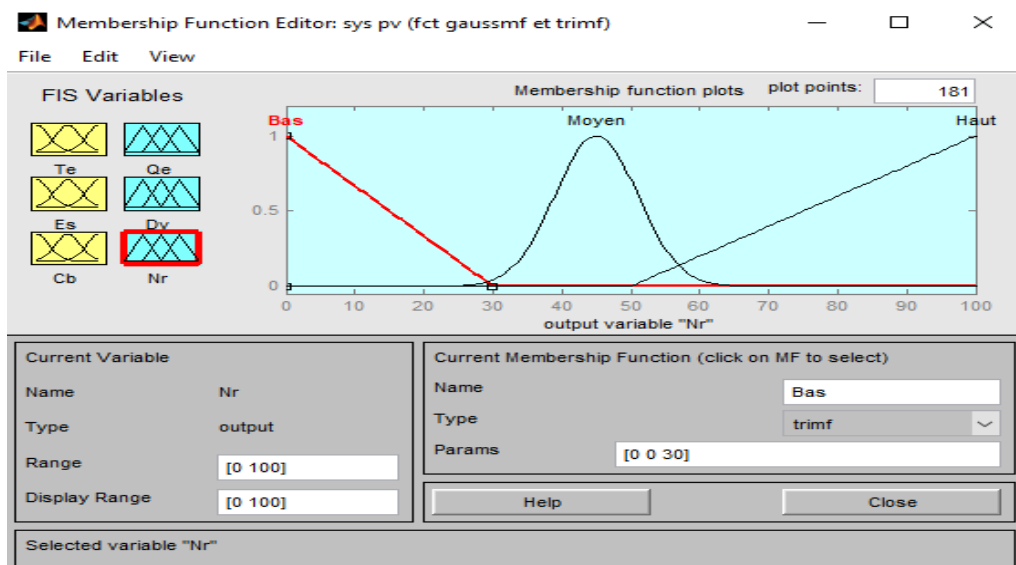 Membership Function Editor: sys pv (fct gaussmf et trimf)
File Edit View
FIS Variables
Te Qe
Es Dv
Cb Nr
Membership function plots plot points: 181
Bas Moyen Haut
1
0.5
0
0 10 20 30 40 50 60 70 80 90 100
output variable "Nr"
Current Variable
Name Nr
Type output
Range [0 100]
Display Range [0 100]
Current Membership Function (click on MF to select)
Name Bas
Type trimf
Params [0 0 30]
Help Close
Selected variable "Nr"